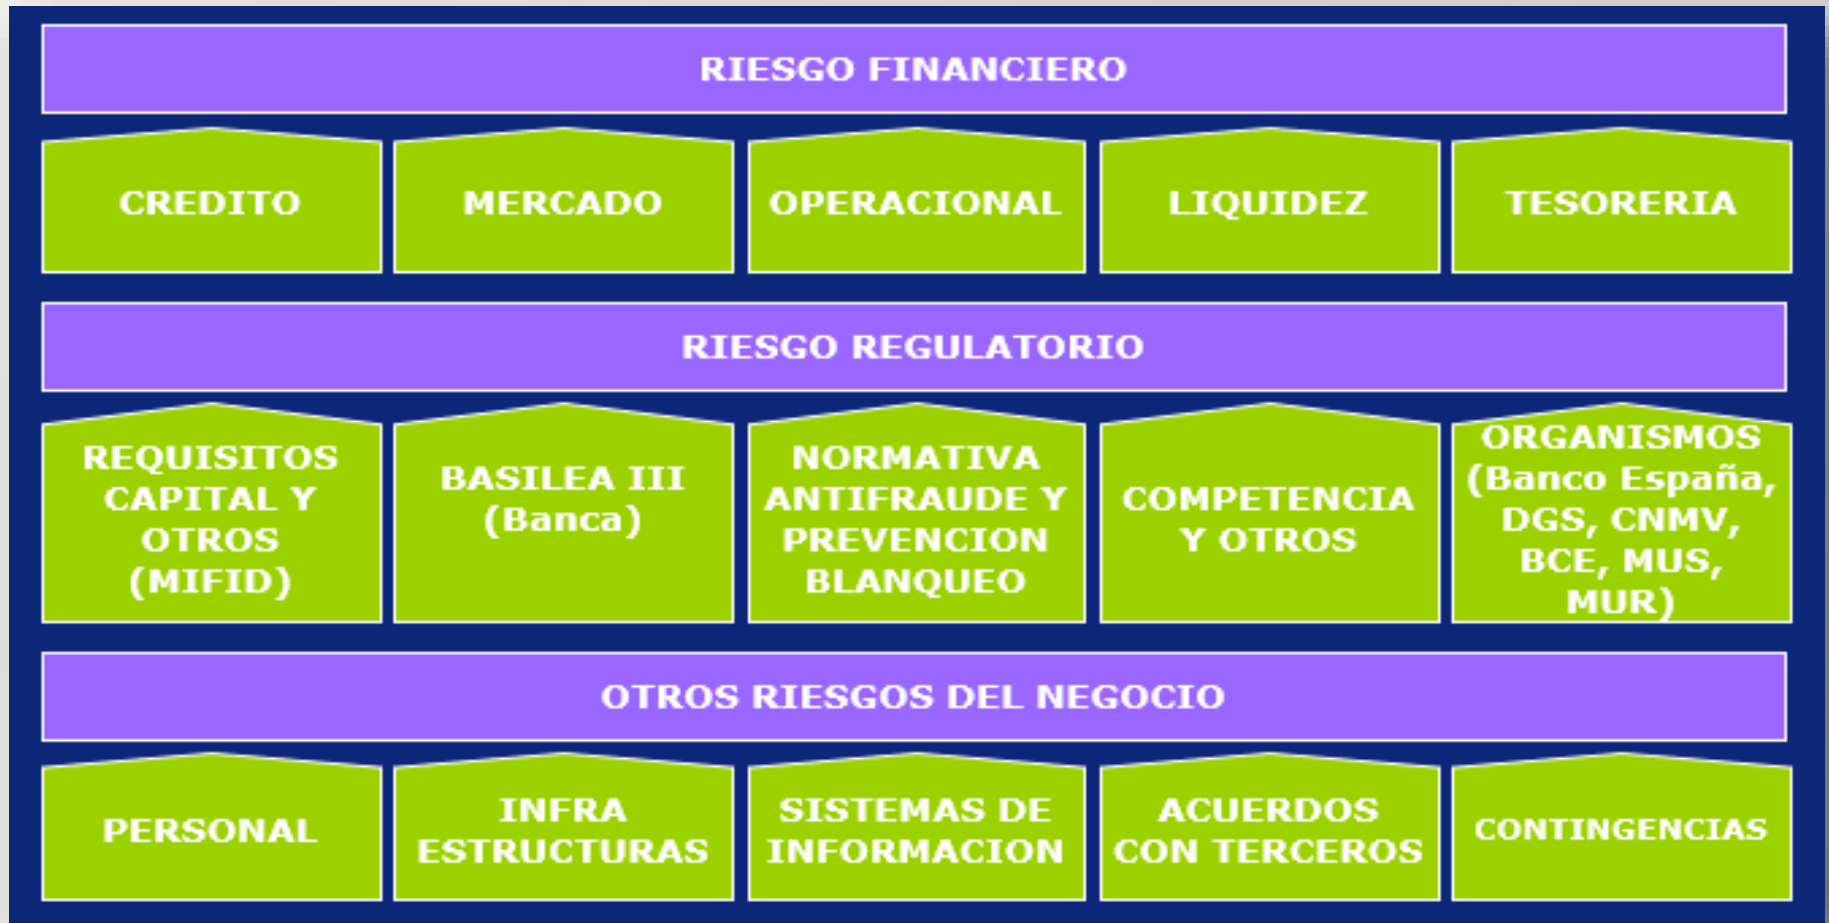 RIESGO FINANCIERO
CREDITO
MERCADO
OPERACIONAL
LIQUIDEZ
TESORERIA
RIESGO REGULATORIO
REQUISITOS
CAPITAL Y
OTROS
(MIFID)
BASILEA III
(Banca)
NORMATIVA
ANTIFRAUDE Y
PREVENCION
BLANQUEO
COMPETENCIA
Y OTROS
ORGANISMOS
(Banco España,
DGS, CNMV,
BCE, MUS,
MUR)
OTROS RIESGOS DEL NEGOCIO
PERSONAL
INFRA
ESTRUCTURAS
SISTEMAS DE
INFORMACION
ACUERDOS
CON TERCEROS
CONTINGENCIAS